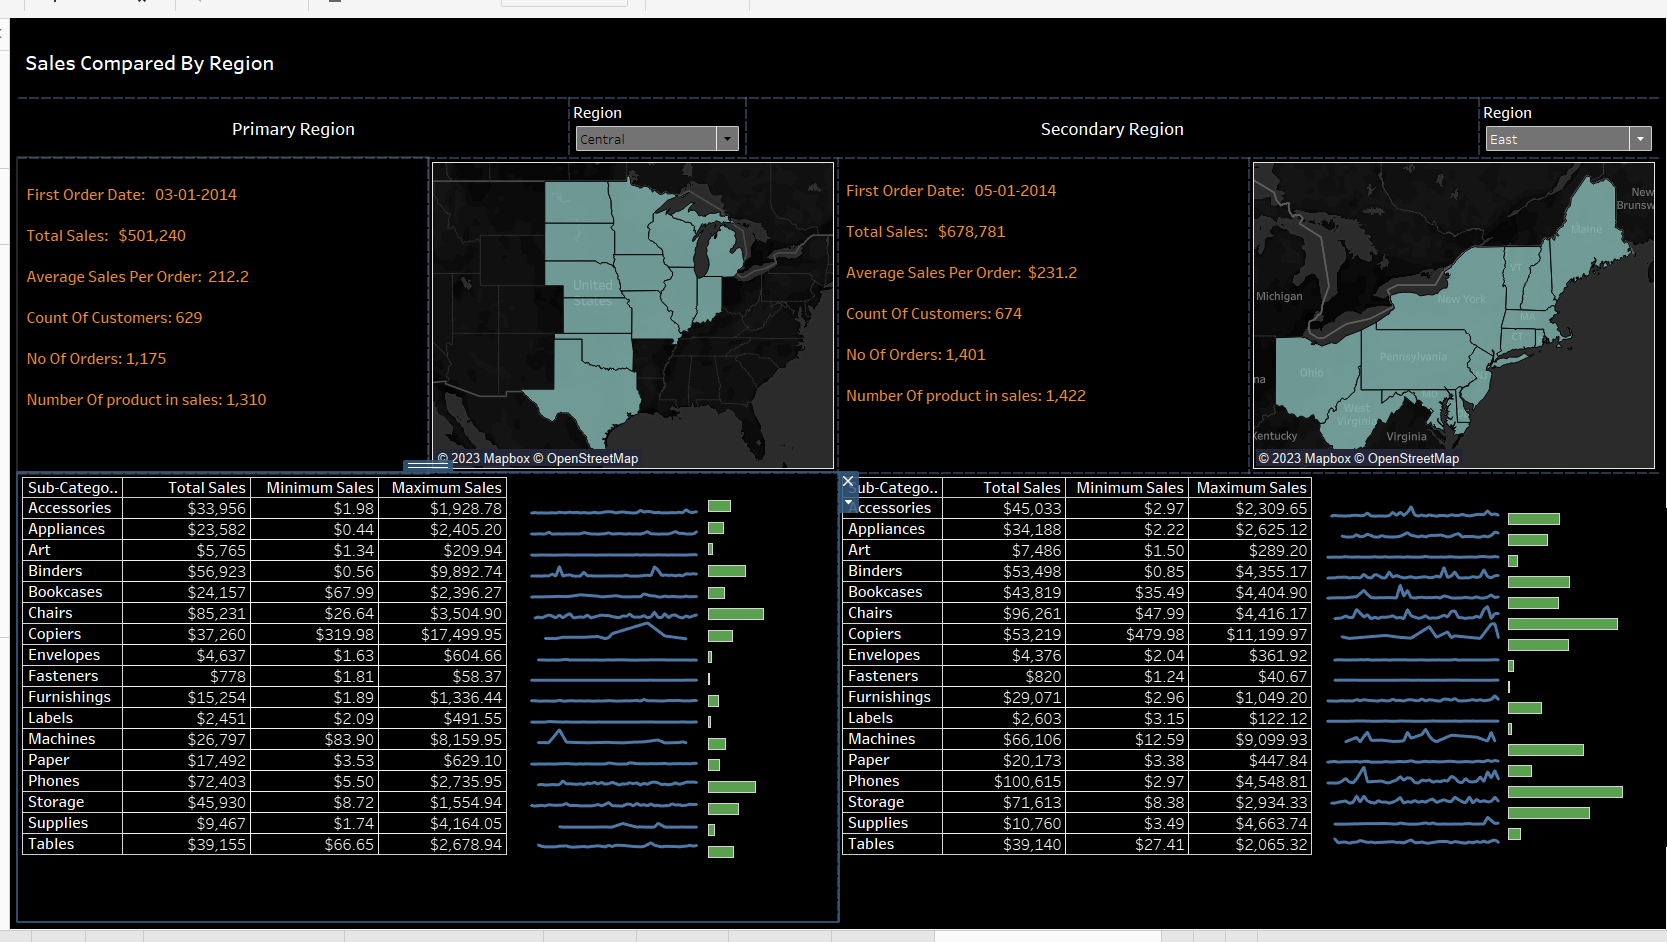 Sales Compared By Region
Primary Region
Region
Central
Secondary Region
Region
East
First Order Date: 03-01-2014
Total Sales: $501,240
Average Sales Per Order: 212.2
Count Of Customers: 629
No Of Orders: 1,175
Number Of product in sales: 1,310
United
States
© 2023 Mapbox © OpenStreetMap
First Order Date: 05-01-2014
Total Sales: $678,781
Average Sales Per Order: $231.2
Count Of Customers: 674
No Of Orders: 1,401
Number Of product in sales: 1,422
New
Brunsw
Maine
VT
Michigan
New York
MA
CT
Pennsylvania
na
Ohio
MD
West
Virginia
Kentucky
Virginia
© 2023 Mapbox © OpenStreetMap
Sub-Catego.. Total Sales Minimum Sales Maximum Sales
Accessories $33,956 $1.98 $1,928.78
Appliances $23,582 $0.44 $2,405.20
Art $5,765 $1.34 $209.94
Binders $56,923 $0.56 $9,892.74
Bookcases $24,157 $67.99 $2,396.27
Chairs $85,231 $26.64 $3,504.90
Copiers $37,260 $319.98 $17,499.95
Envelopes $4,637 $1.63 $604.66
Fasteners $778 $1.81 $58.37
Furnishings $15,254 $1.89 $1,336.44
Labels $2,451 $2.09 $491.55
Machines $26,797 $83.90 $8,159.95
Paper $17,492 $3.53 $629.10
Phones $72,403 $5.50 $2,735.95
Storage $45,930 $8.72 $1,554.94
Supplies $9,467 $1.74 $4,164.05
Tables $39,155 $66.65 $2,678.94
Sub-Catego.. Total Sales Minimum Sales Maximum Sales
Accessories $45,033 $2.97 $2,309.65
Appliances $34,188 $2.22 $2,625.12
Art $7,486 $1.50 $289.20
Binders $53,498 $0.85 $4,355.17
Bookcases $43,819 $35.49 $4,404.90
Chairs $96,261 $47.99 $4,416.17
Copiers $53,219 $479.98 $11,199.97
Envelopes $4,376 $2.04 $361.92
Fasteners $820 $1.24 $40.67
Furnishings $29,071 $2.96 $1,049.20
Labels $2,603 $3.15 $122.12
Machines $66,106 $12.59 $9,099.93
Paper $20,173 $3.38 $447.84
Phones $100,615 $2.97 $4,548.81
Storage $71,613 $8.38 $2,934.33
Supplies $10,760 $3.49 $4,663.74
Tables $39,140 $27.41 $2,065.32